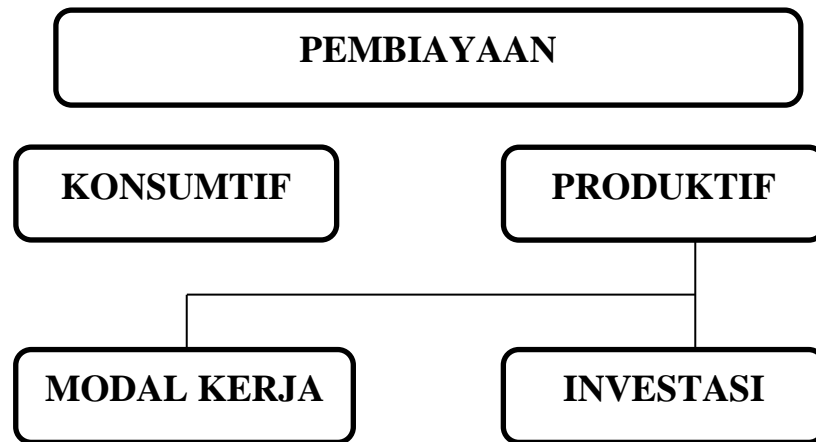 PEMBIAYAAN
KONSUMTIF
PRODUKTIF
MODAL KERJA
INVESTASI